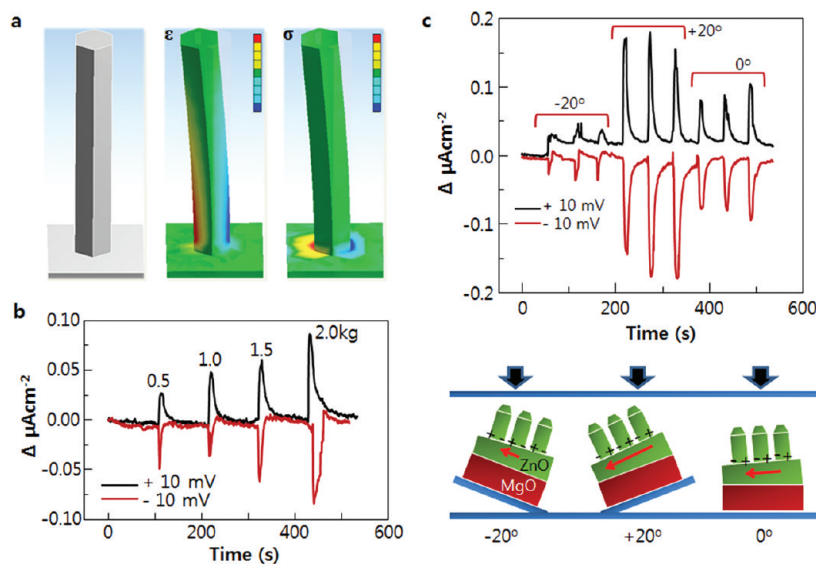 a
ε
σ
b
0.10
0.05
0.00
-0.05
-0.10
Δ μAcm⁻²
0.5
1.0
1.5
2.0kg
+ 10 mV
- 10 mV
0
200
400
600
Time (s)
c
0.2
0.1
0.0
-0.1
-0.2
Δ μAcm⁻²
-20°
+20°
0°
+ 10 mV
- 10 mV
0
200
400
600
Time (s)
ZnO
MgO
-20°
+20°
0°